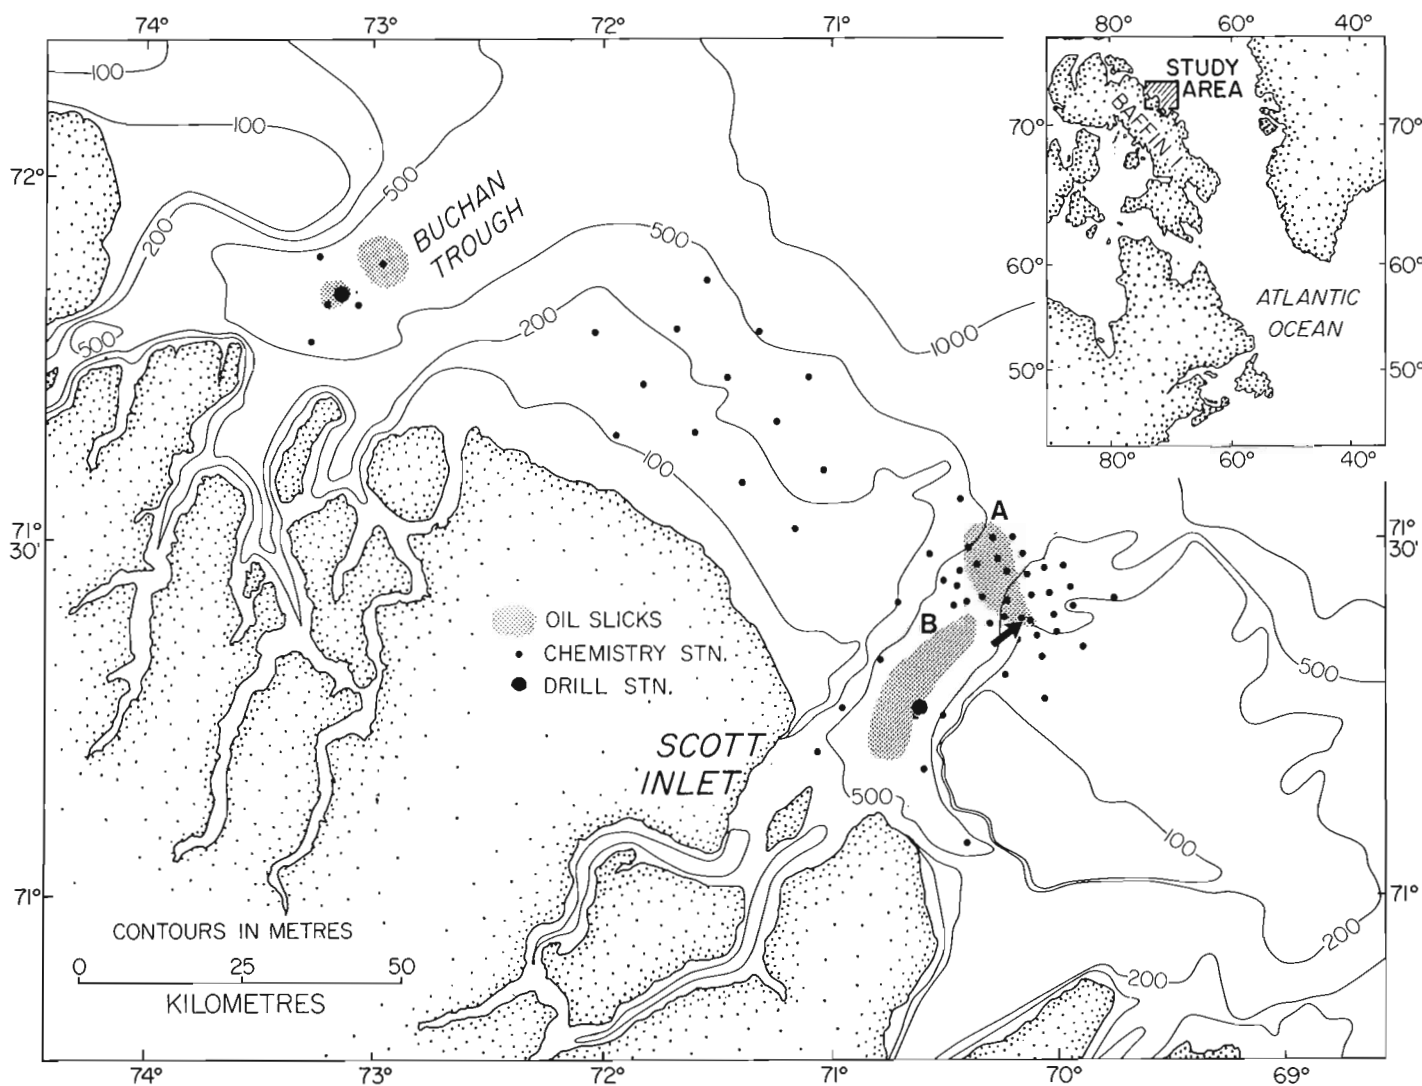 74°
73°
72°
71°
80°
60°
40°
100
500
STUDY
AREA
100
BAFFIN I.
70°
70°
72°
500
BUCHAN
TROUGH
200
500
60°
60°
ATLANTIC
OCEAN
200
1000
500
50°
50°
100
80°
60°
40°
A
71°
30'
71°
30'
OIL SLICKS
B
CHEMISTRY STN.
500
DRILL STN.
SCOTT
INLET
500
100
71°
71°
CONTOURS IN METRES
200
0
25
50
200
KILOMETRES
74°
73°
72°
71°
70°
69°